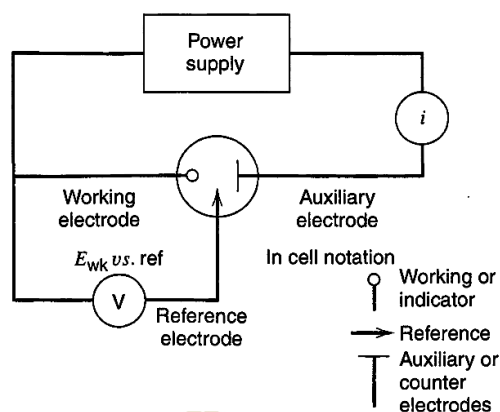 Power
supply
i
Working
electrode
Auxiliary
electrode
E_wk vs. ref
V
Reference
electrode
In cell notation
Working or
indicator
Reference
Auxiliary or
counter
electrodes